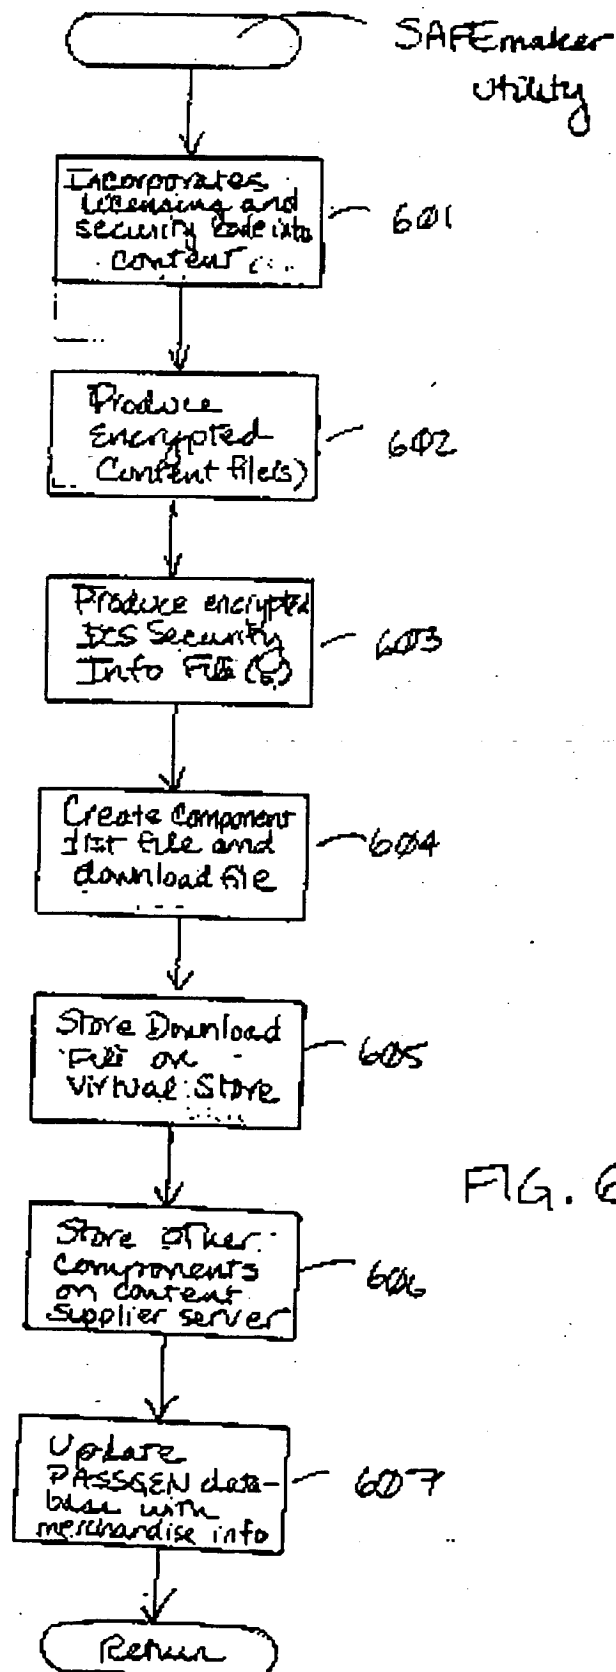 SAFEmaker
Utility
Incorporates
licensing and
security code into
content
601
Produce
Encrypted
Content file(s)
602
Produce encrypted
DCS Security
Info File(s)
603
Create component
list file and
download file
604
Store Download
File on
Virtual Store
605
FIG. 6
Store other
components
on content
supplier server
606
Update
PASSGEN data-
base with
merchandise info
607
Return